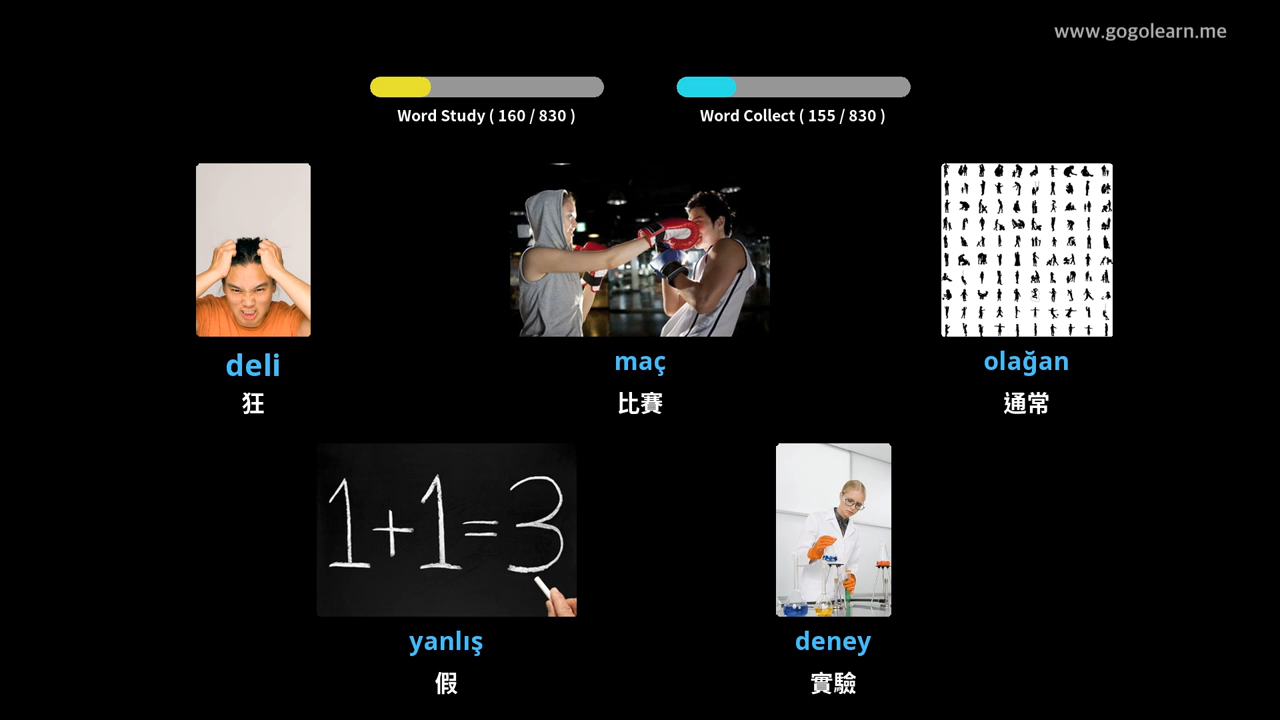 www.gogolearn.me
Word Study ( 160 / 830 )
Word Collect ( 155 / 830 )
deli
狂
maç
比賽
olağan
通常
1+1=3
yanlış
假
deney
實驗